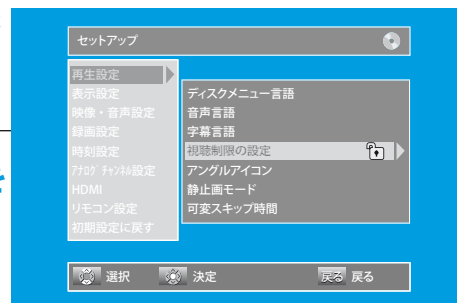 セットアップ
再生設定
表示設定
映像・音声設定
録画設定
時刻設定
ｱﾅﾛｸﾞﾁｬﾝﾈﾙ設定
HDMI
リモコン設定
初期設定に戻す
ディスクメニュー言語
音声言語
字幕言語
視聴制限の設定
アングルアイコン
静止画モード
可変スキップ時間
選択 決定 戻る 戻る